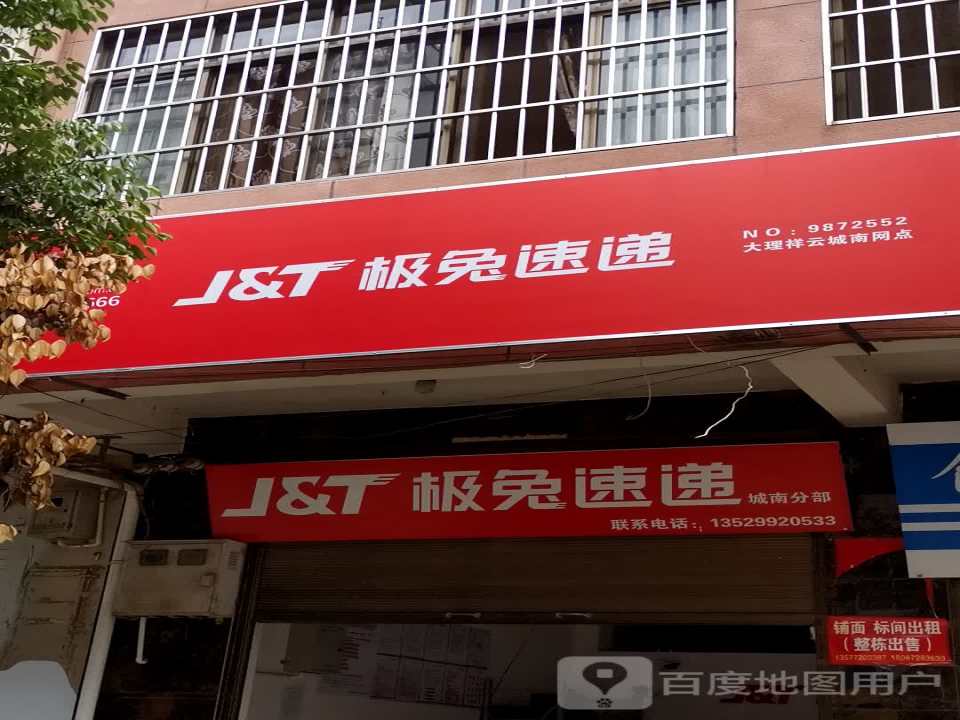 666
J&T 极兔速递
NO：9872552
大理祥云城南网点
J&T 极兔速递 城南分部
联系电话：13529920533
铺面 标间出租
（整栋出售）
J&T
百度地图用户